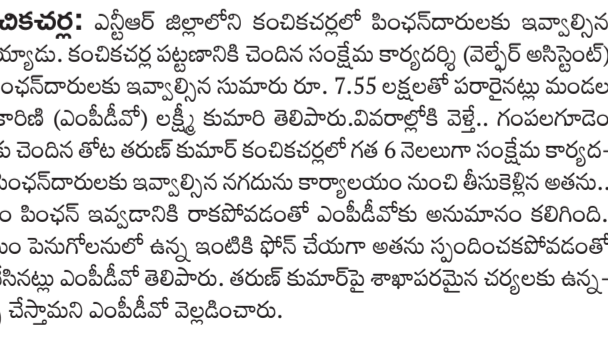 చికచర్ల: ఎన్టీఆర్ జిల్లాలోని కంచికచర్లలో పింఛన్‌దారులకు ఇవ్వాల్సిన
య్యాడు. కంచికచర్ల పట్టణానికి చెందిన సంక్షేమ కార్యదర్శి (వెల్ఫేర్ అసిస్టెంట్)
ంఛన్‌దారులకు ఇవ్వాల్సిన సుమారు రూ. 7.55 లక్షలతో పరారైనట్లు మండల
కారిణి (ఎంపీడీవో) లక్ష్మీ కుమారి తెలిపారు.వివరాల్లోకి వెళ్తే.. గంపలగూడెం
కు చెందిన తోట తరుణ్ కుమార్ కంచికచర్లలో గత 6 నెలలుగా సంక్షేమ కార్యద-
పింఛన్‌దారులకు ఇవ్వాల్సిన నగదును కార్యాలయం నుంచి తీసుకెళ్లిన అతను..
ం పింఛన్ ఇవ్వడానికి రాకపోవడంతో ఎంపీడీవోకు అనుమానం కలిగింది.
పెనుగోలనులో ఉన్న ఇంటికి ఫోన్ చేయగా అతను స్పందించకపోవడంతో
సినట్లు ఎంపీడీవో తెలిపారు. తరుణ్ కుమార్‌పై శాఖాపరమైన చర్యలకు ఉన్న-
చేస్తామని ఎంపీడీవో వెల్లడించారు.